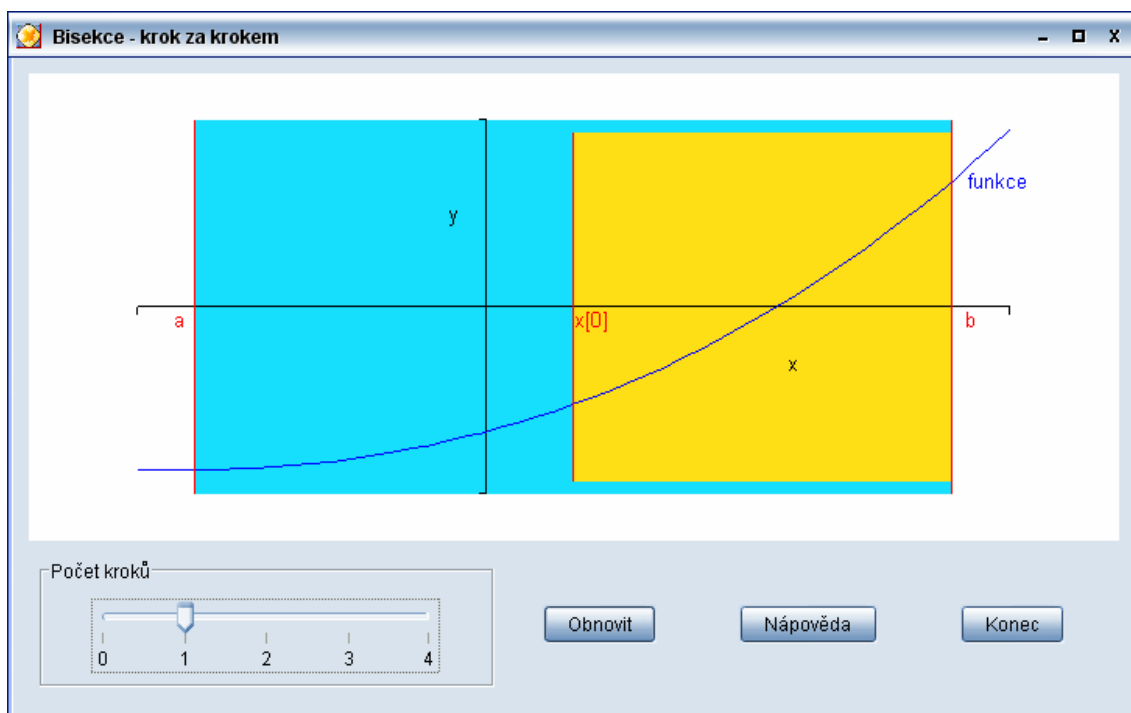 Bisekce - krok za krokem
funkce
y
a
x[0]
b
x
Počet kroků
0 1 2 3 4
Obnovit
Nápověda
Konec